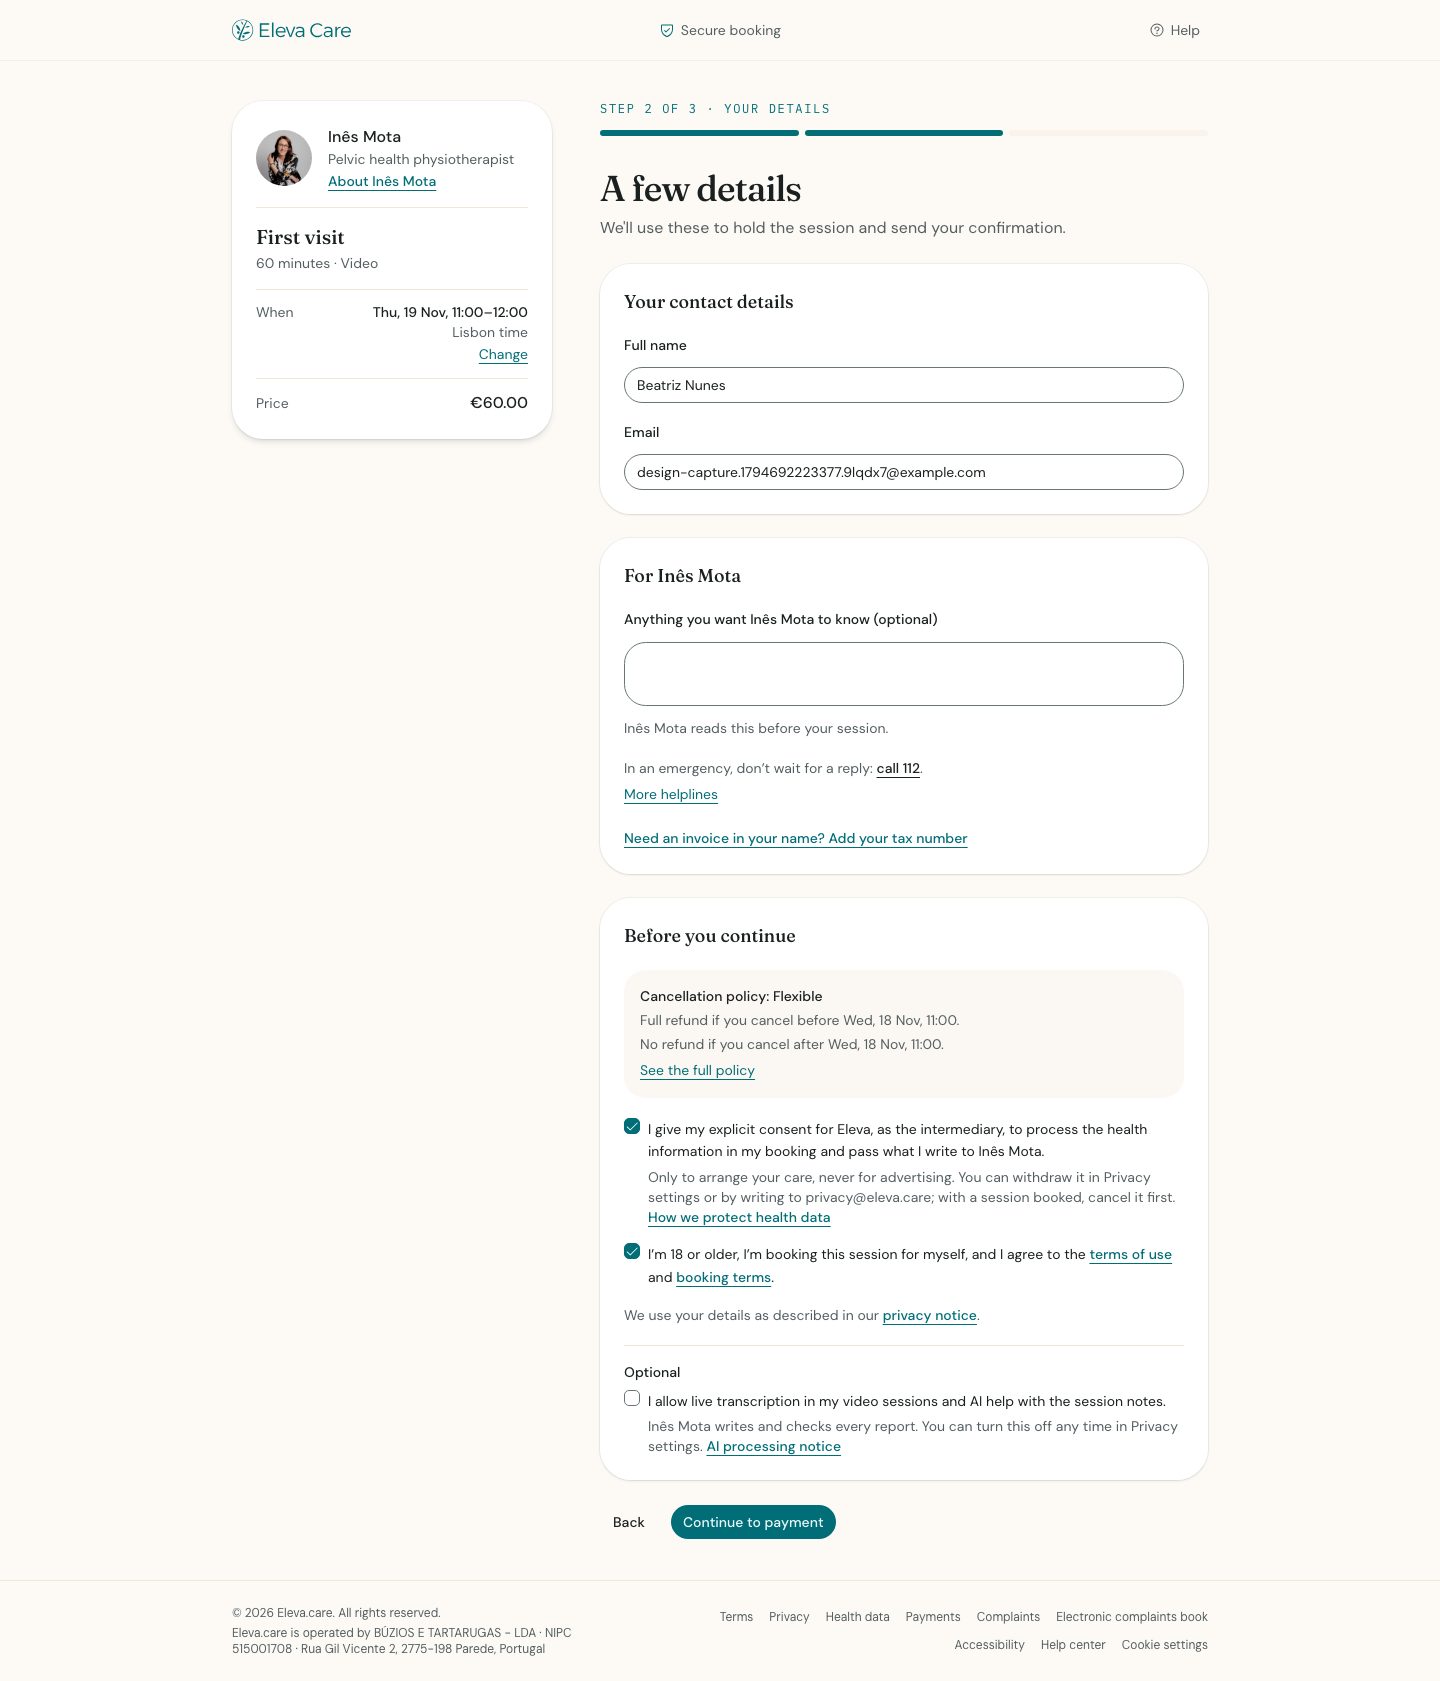 Eleva Care
Secure booking
Help
Inês Mota
Pelvic health physiotherapist
About Inês Mota
First visit
60 minutes · Video
When
Thu, 19 Nov, 11:00–12:00
Lisbon time
Change
Price
€60.00
STEP 2 OF 3 · YOUR DETAILS
A few details
We'll use these to hold the session and send your confirmation.
Your contact details
Full name
Beatriz Nunes
Email
design-capture.1794692223377.9lqdx7@example.com
For Inês Mota
Anything you want Inês Mota to know (optional)
Inês Mota reads this before your session.
In an emergency, don’t wait for a reply: call 112.
More helplines
Need an invoice in your name? Add your tax number
Before you continue
Cancellation policy: Flexible
Full refund if you cancel before Wed, 18 Nov, 11:00.
No refund if you cancel after Wed, 18 Nov, 11:00.
See the full policy
I give my explicit consent for Eleva, as the intermediary, to process the health
information in my booking and pass what I write to Inês Mota.
Only to arrange your care, never for advertising. You can withdraw it in Privacy
settings or by writing to privacy@eleva.care; with a session booked, cancel it first.
How we protect health data
I’m 18 or older, I’m booking this session for myself, and I agree to the terms of use
and booking terms.
We use your details as described in our privacy notice.
Optional
I allow live transcription in my video sessions and AI help with the session notes.
Inês Mota writes and checks every report. You can turn this off any time in Privacy
settings. AI processing notice
Back
Continue to payment
© 2026 Eleva.care. All rights reserved.
Eleva.care is operated by BÚZIOS E TARTARUGAS - LDA · NIPC
515001708 · Rua Gil Vicente 2, 2775-198 Parede, Portugal
Terms Privacy Health data Payments Complaints Electronic complaints book
Accessibility Help center Cookie settings